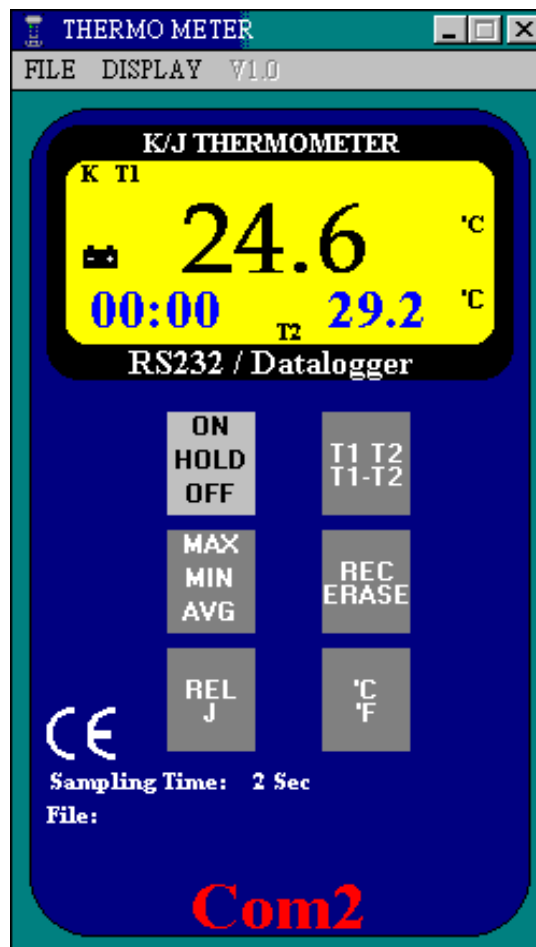 THERMO METER
FILE DISPLAY V1.0
K/J THERMOMETER
K T1
24.6 'C
00:00 T2 29.2 'C
RS232 / Datalogger
ON
HOLD
OFF
T1 T2
T1-T2
MAX
MIN
AVG
REC
ERASE
REL
J
'C
'F
CE
Sampling Time: 2 Sec
File:
Com2